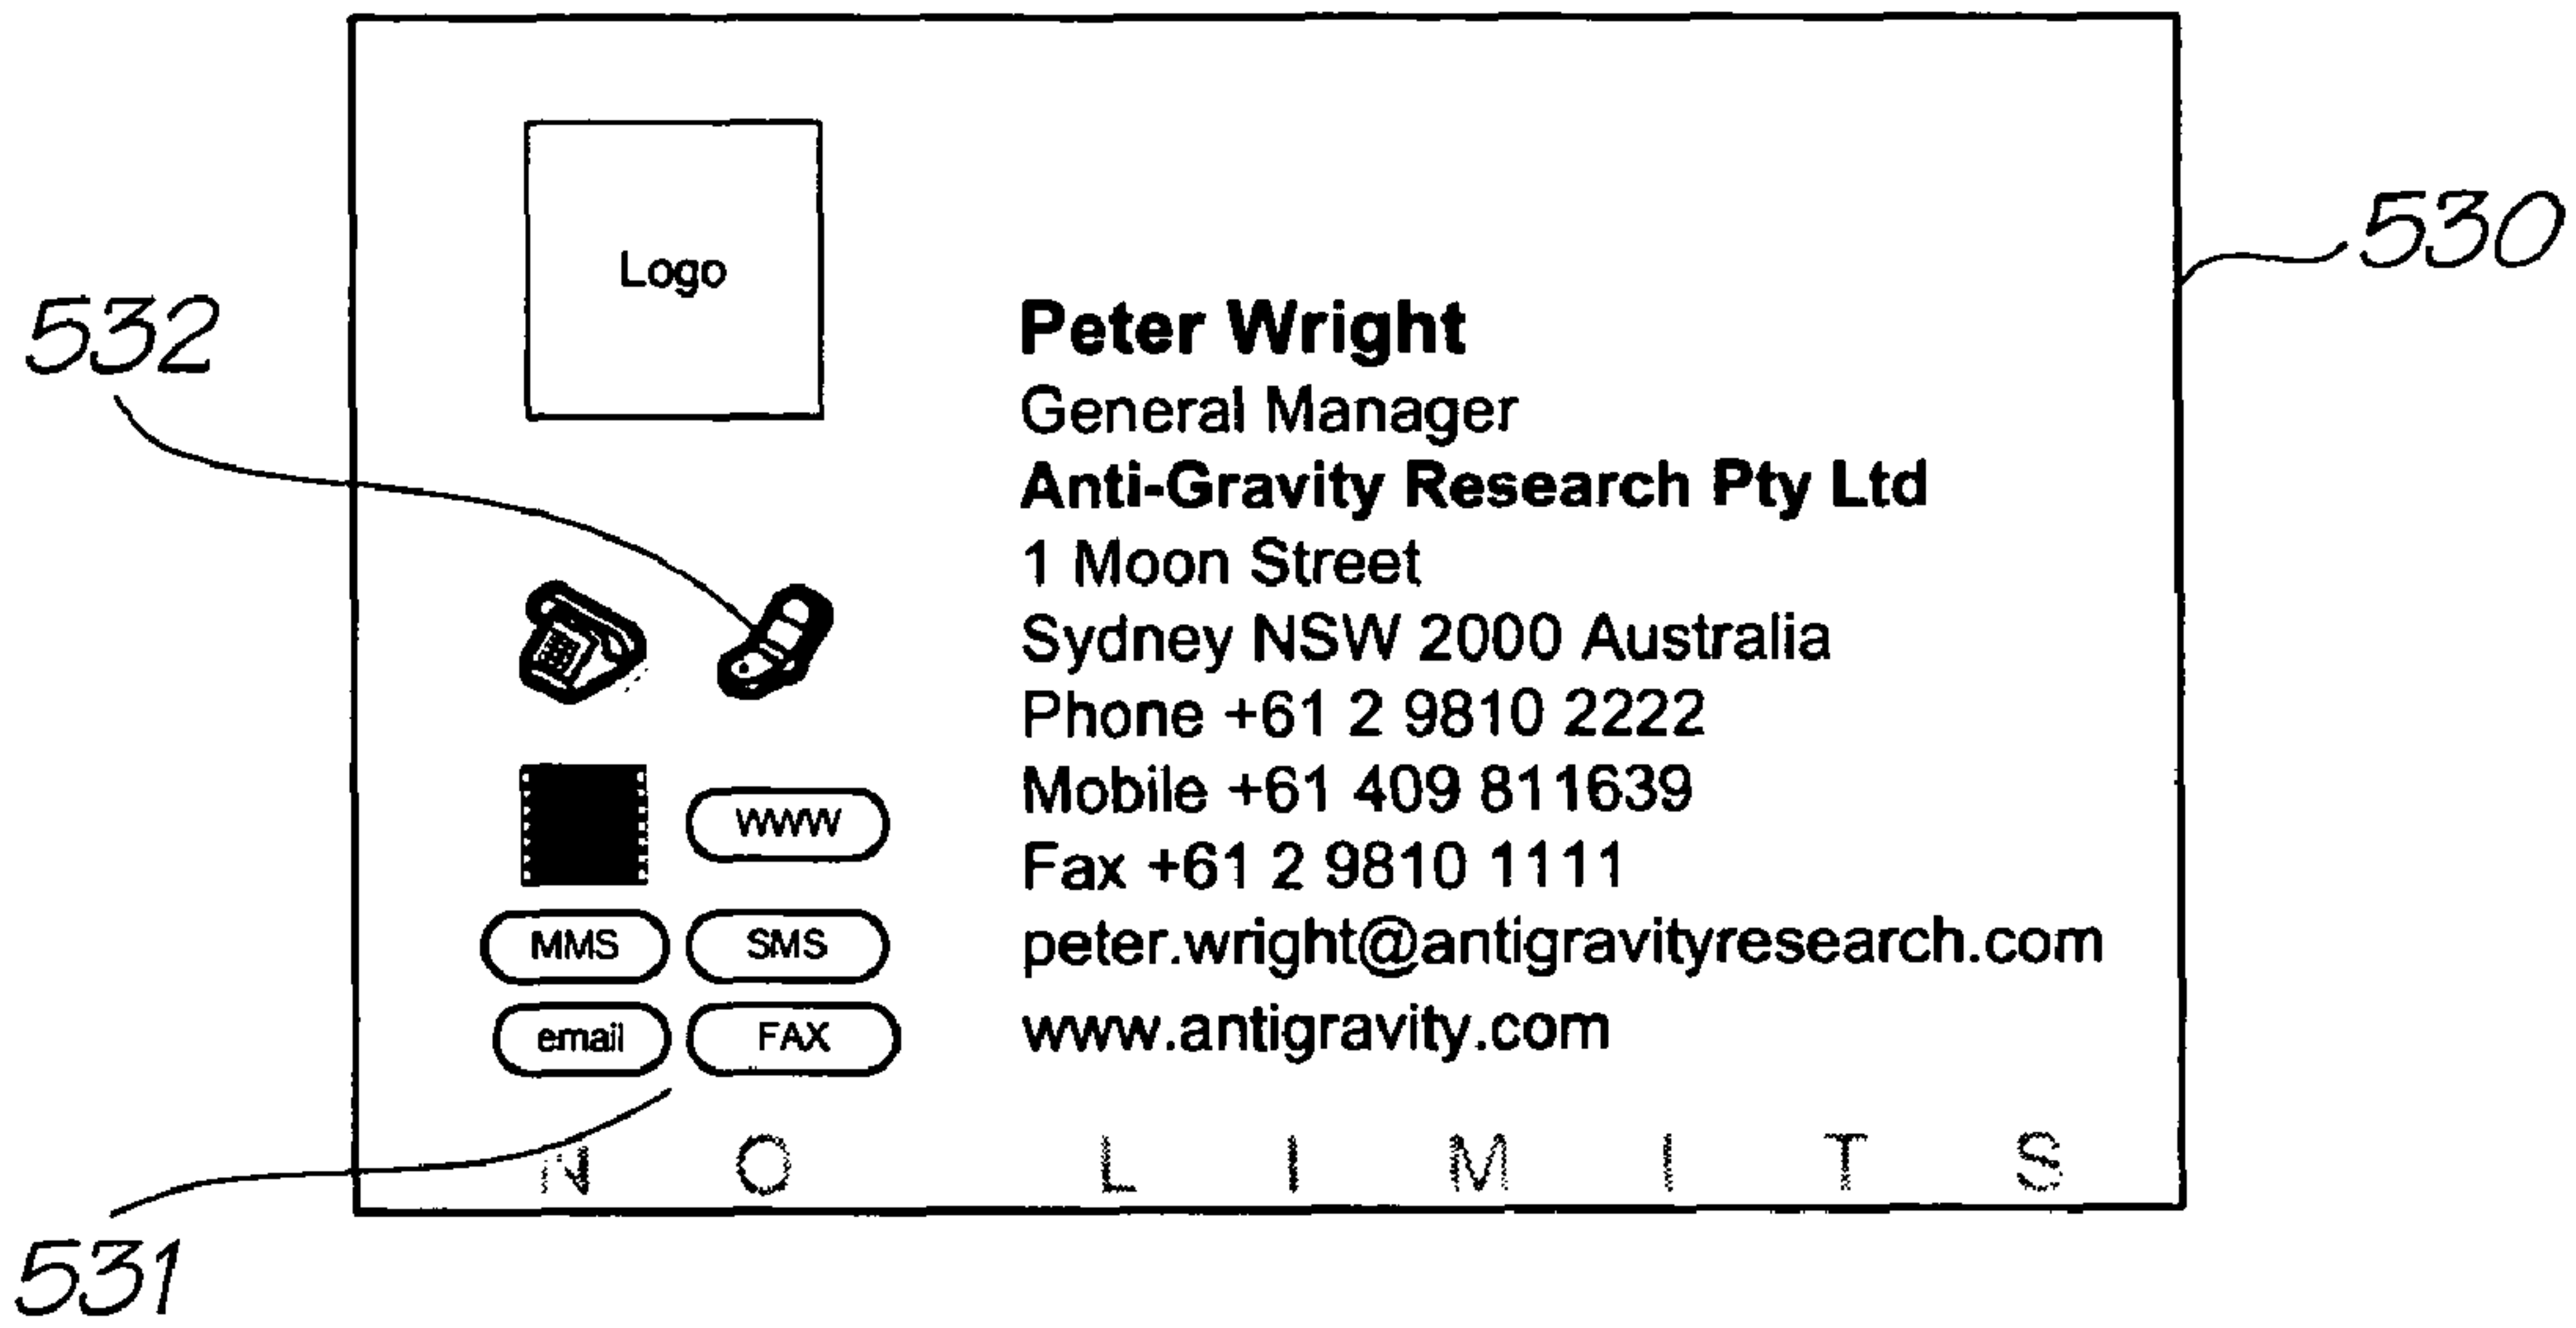 530
Logo
532
Peter Wright
General Manager
Anti-Gravity Research Pty Ltd
1 Moon Street
Sydney NSW 2000 Australia
Phone +61 2 9810 2222
Mobile +61 409 811639
Fax +61 2 9810 1111
peter.wright@antigravityresearch.com
www.antigravity.com
WWW
MMS SMS
email FAX
NO LIMITS
531